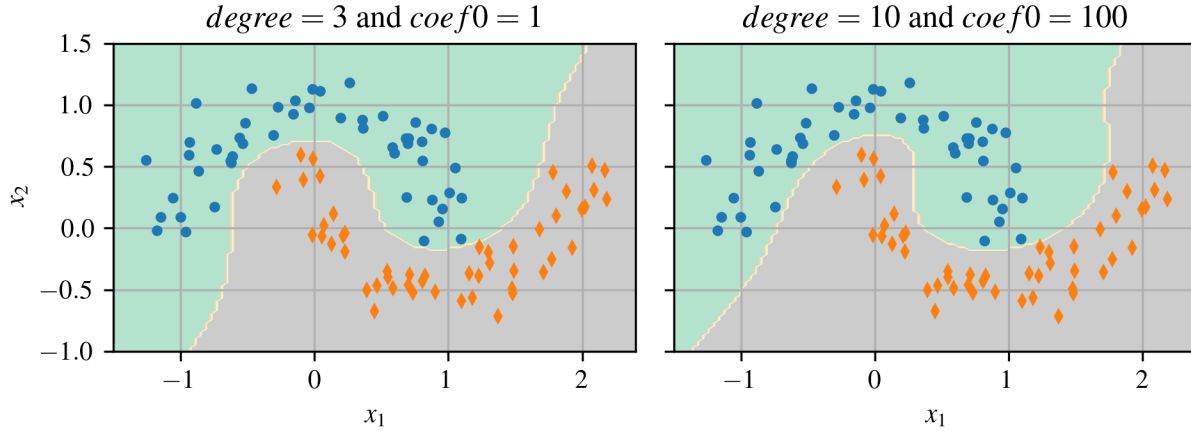 degree = 3 and coef0 = 1
degree = 10 and coef0 = 100
1.5
1.0
0.5
0.0
−0.5
−1.0
x2
−1 0 1 2
−1 0 1 2
x1
x1